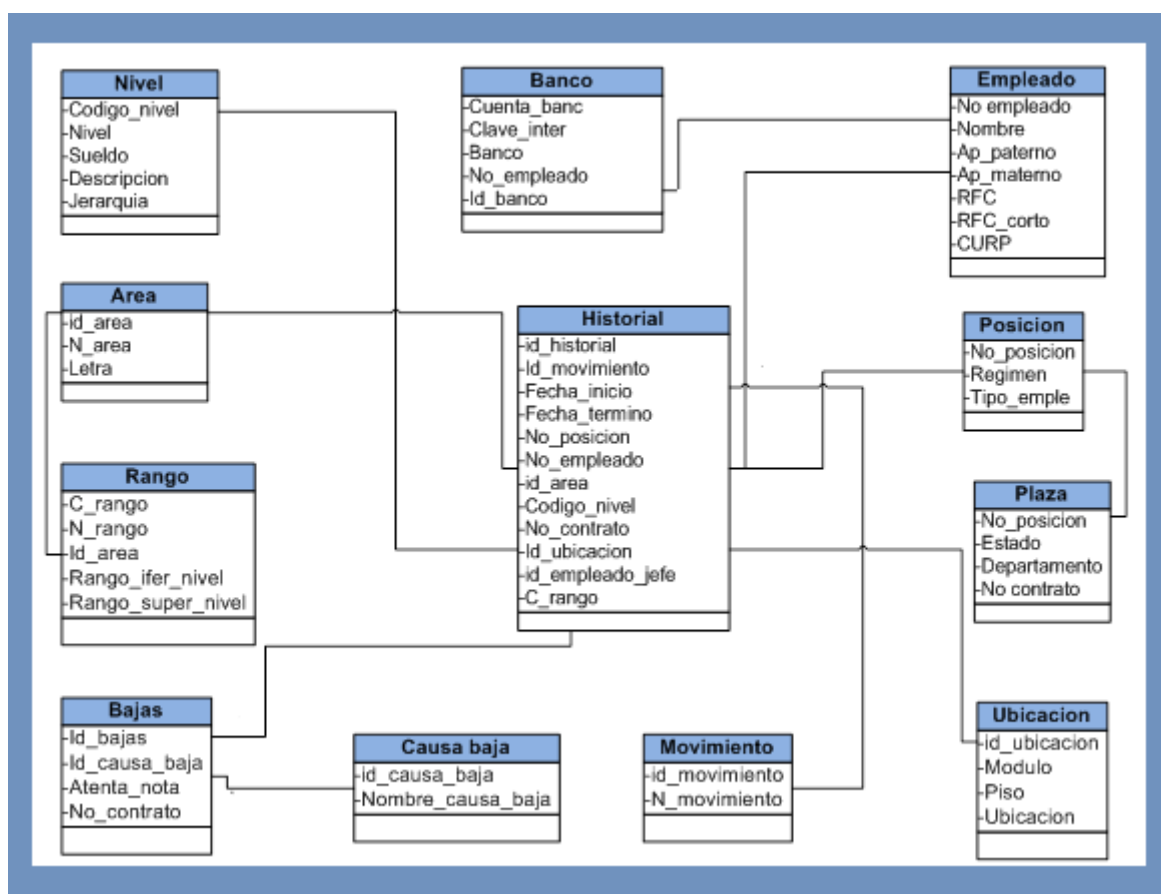 Nivel
-Codigo_nivel
-Nivel
-Sueldo
-Descripcion
-Jerarquia
Banco
-Cuenta_banc
-Clave_inter
-Banco
-No_empleado
-Id_banco
Empleado
-No empleado
-Nombre
-Ap_paterno
-Ap_materno
-RFC
-RFC_corto
-CURP
Area
-id_area
-N_area
-Letra
Historial
-id_historial
-Id_movimiento
-Fecha_inicio
-Fecha_termino
-No_posicion
-No_empleado
-id_area
-Codigo_nivel
-No_contrato
-Id_ubicacion
-id_empleado_jefe
-C_rango
Posicion
-No_posicion
-Regimen
-Tipo_emple
Rango
-C_rango
-N_rango
-Id_area
-Rango_ifer_nivel
-Rango_super_nivel
Plaza
-No_posicion
-Estado
-Departamento
-No contrato
Bajas
-Id_bajas
-Id_causa_baja
-Atenta_nota
-No_contrato
Causa baja
-id_causa_baja
-Nombre_causa_baja
Movimiento
-id_movimiento
-N_movimiento
Ubicacion
-id_ubicacion
-Modulo
-Piso
-Ubicacion